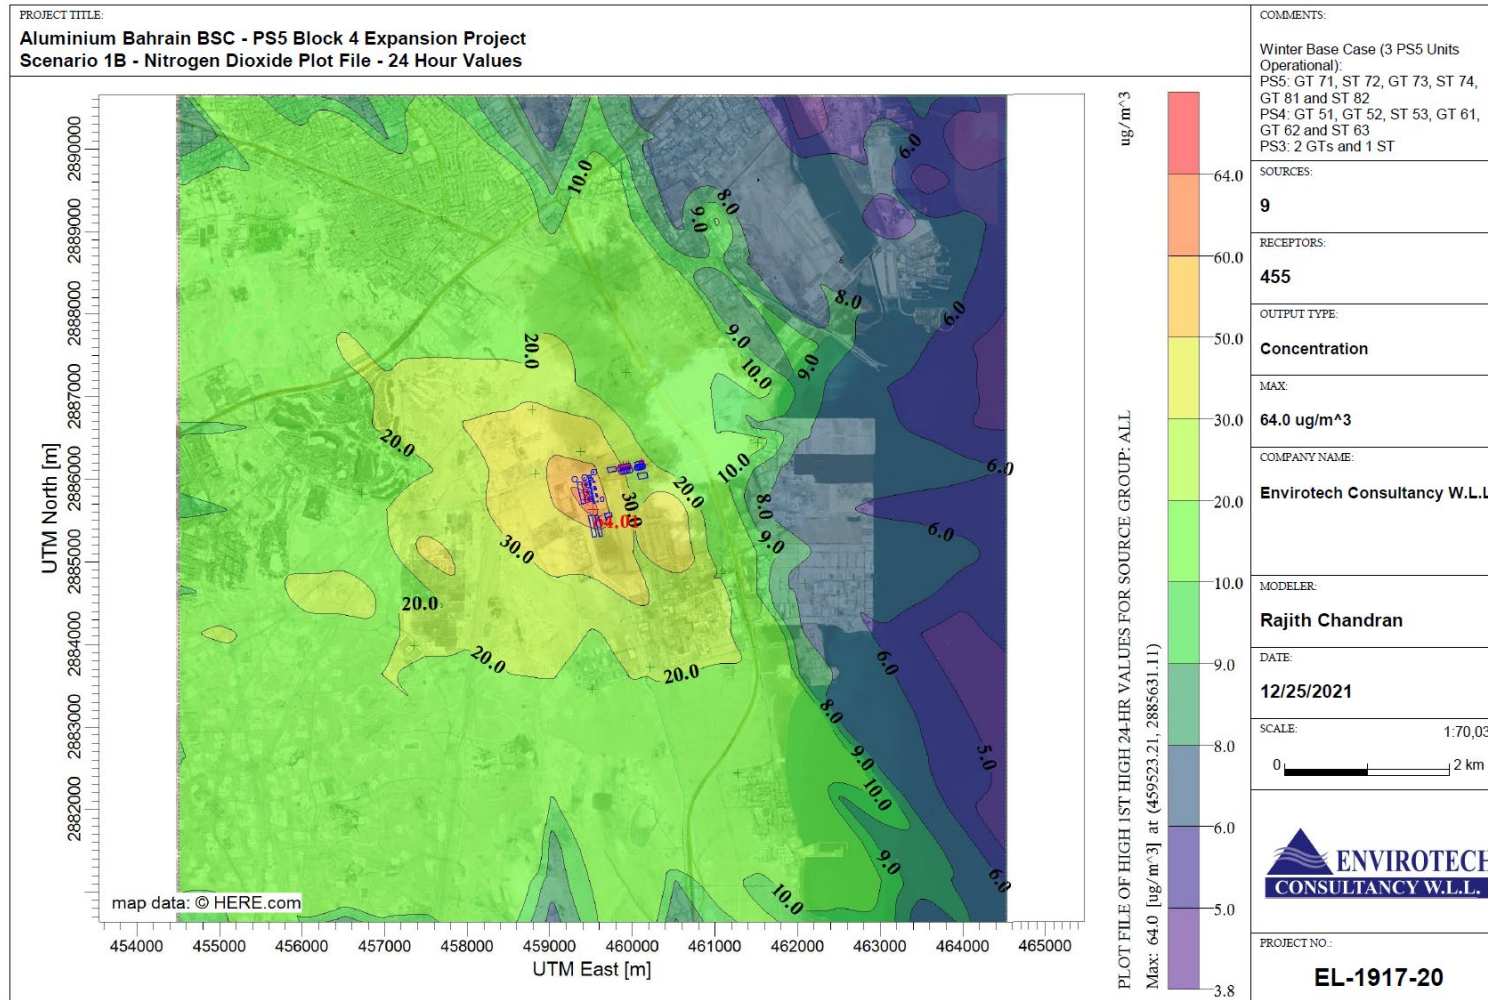 PROJECT TITLE:
Aluminium Bahrain BSC - PS5 Block 4 Expansion Project
Scenario 1B - Nitrogen Dioxide Plot File - 24 Hour Values
COMMENTS:
Winter Base Case (3 PS5 Units
Operational):
PS5: GT 71, ST 72, GT 73, ST 74,
GT 81 and ST 82
PS4: GT 51, GT 52, ST 53, GT 61,
GT 62 and ST 63
PS3: 2 GTs and 1 ST
SOURCES:
9
RECEPTORS:
455
OUTPUT TYPE:
Concentration
MAX:
64.0 ug/m^3
COMPANY NAME:
Envirotech Consultancy W.L.L
MODELER:
Rajith Chandran
DATE:
12/25/2021
SCALE:
1:70,03
0
2 km
ENVIROTECH
CONSULTANCY W.L.L.
PROJECT NO.:
EL-1917-20
UTM North [m]
2890000
2889000
2888000
2887000
2886000
2885000
2884000
2883000
2882000
10.0
8.0
9.0
6.0
8.0
6.0
9.0
10.0
9.0
20.0
20.0
10.0
20.0
30.0
8.0
6.0
64.01
30.0
9.0
6.0
20.0
20.0
20.0
6.0
8.0
9.0
10.0
5.0
9.0
10.0
6.0
map data: © HERE.com
454000
455000
456000
457000
458000
459000
460000
461000
462000
463000
464000
465000
UTM East [m]
PLOT FILE OF HIGH 1ST HIGH 24-HR VALUES FOR SOURCE GROUP: ALL
Max: 64.0 [ug/m^3] at (459523.21, 2885631.11)
ug/m^3
64.0
60.0
50.0
30.0
20.0
10.0
9.0
8.0
6.0
5.0
3.8